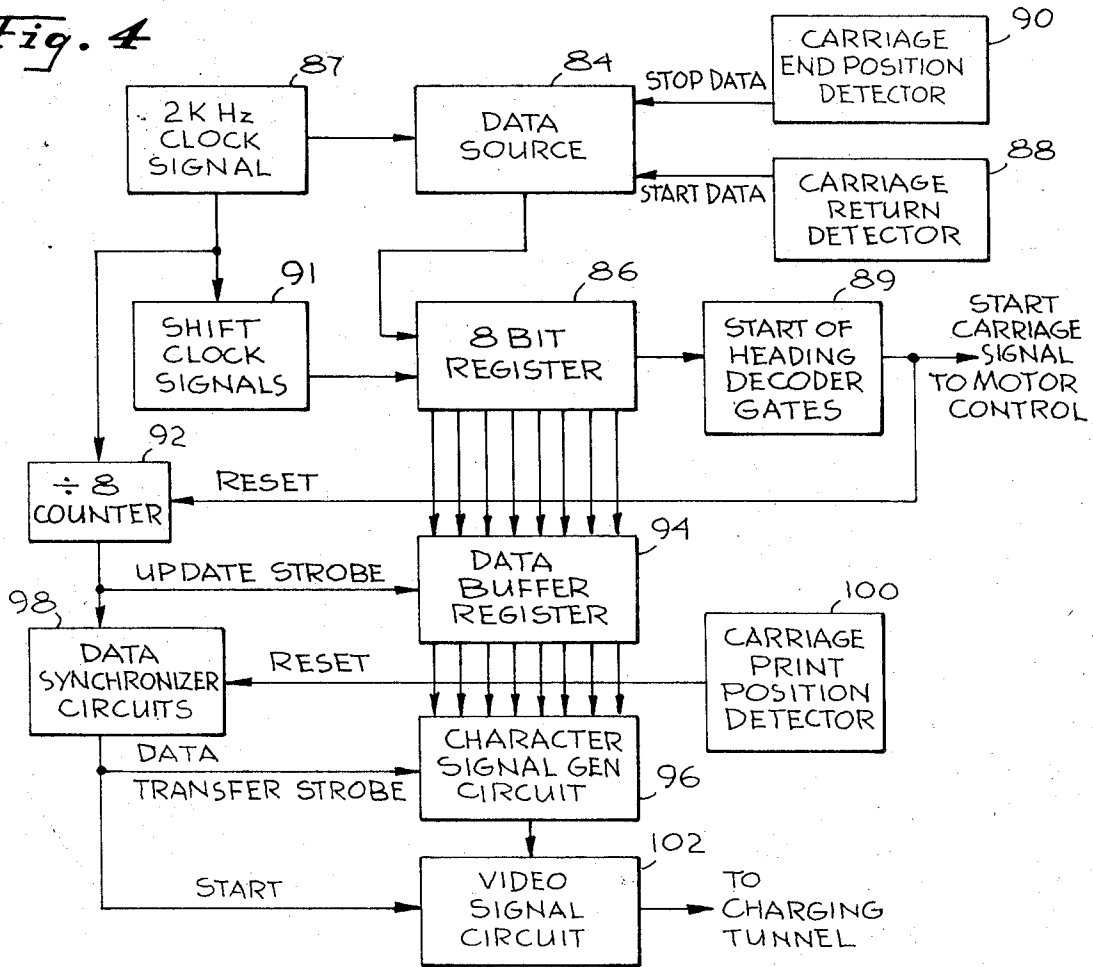 Fig. 4
87
2K Hz
CLOCK
SIGNAL
84
DATA
SOURCE
STOP DATA
START DATA
90
CARRIAGE
END POSITION
DETECTOR
88
CARRIAGE
RETURN
DETECTOR
91
SHIFT
CLOCK
SIGNALS
86
8 BIT
REGISTER
89
START OF
HEADING
DECODER
GATES
START
CARRIAGE
SIGNAL
TO MOTOR
CONTROL
92
÷ 8
COUNTER
RESET
UPDATE STROBE
94
DATA
BUFFER
REGISTER
98
DATA
SYNCHRONIZER
CIRCUITS
RESET
100
CARRIAGE
PRINT
POSITION
DETECTOR
DATA
TRANSFER STROBE
CHARACTER
SIGNAL GEN
CIRCUIT
96
START
102
VIDEO
SIGNAL
CIRCUIT
TO
CHARGING
TUNNEL